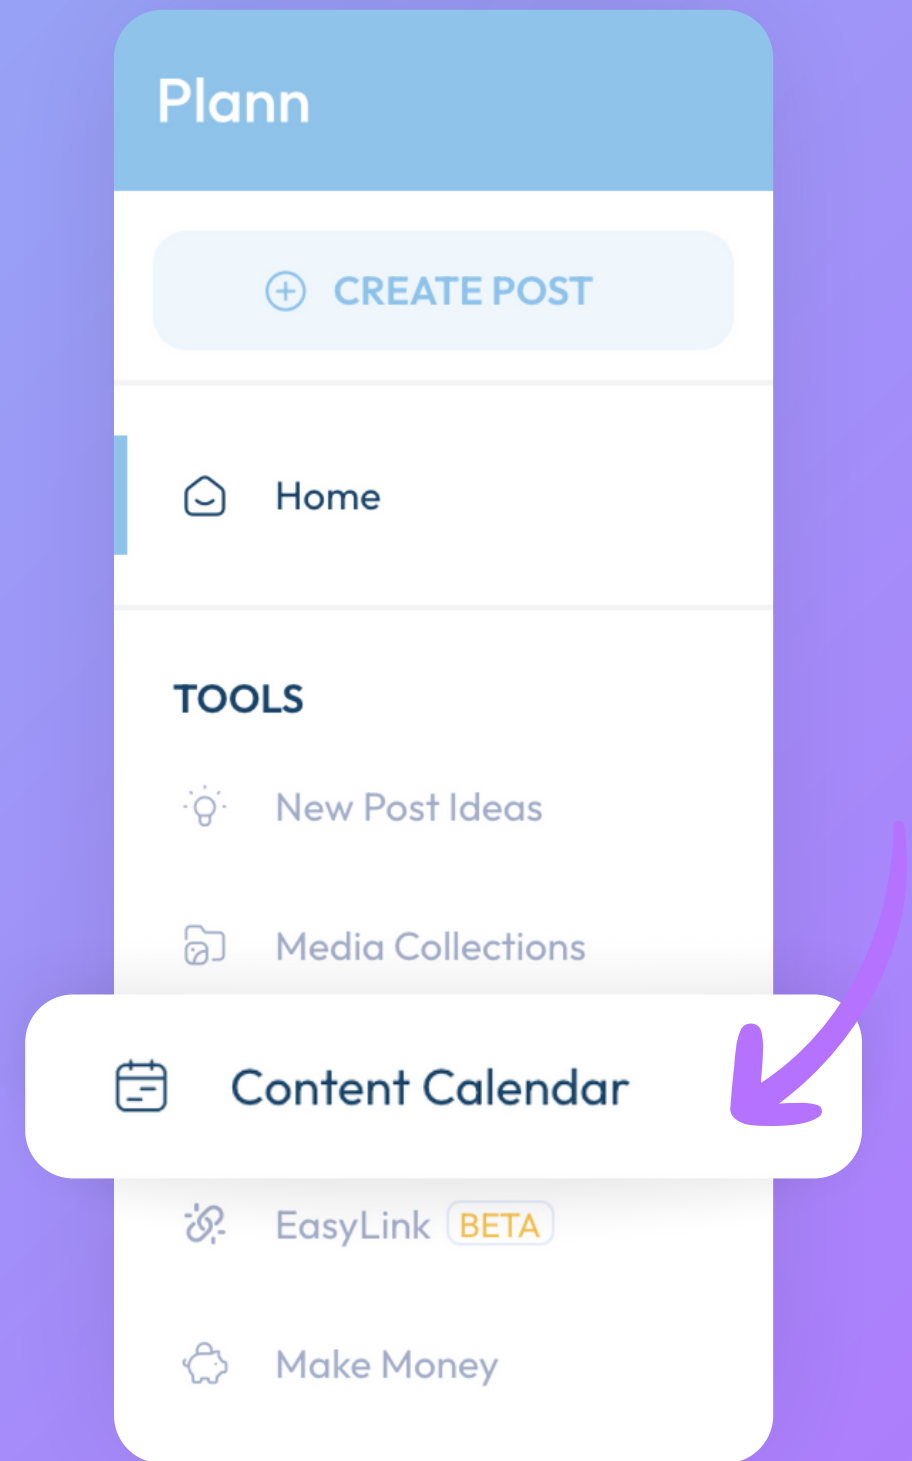 Plann
CREATE POST
Home
TOOLS
New Post Ideas
Media Collections
Content Calendar
EasyLink BETA
Make Money